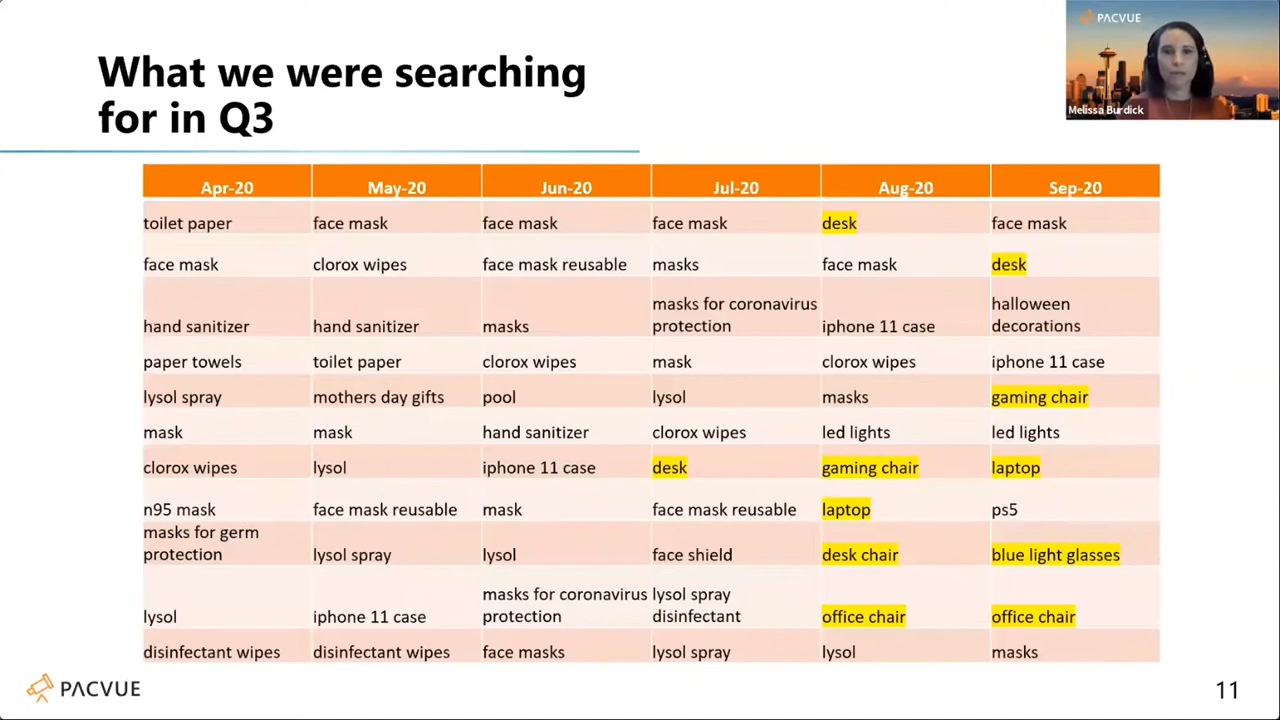 PACVUE
What we were searching
for in Q3
Melissa Burdick
Apr-20 May-20 Jun-20 Jul-20 Aug-20 Sep-20
toilet paper face mask face mask face mask desk face mask
face mask clorox wipes face mask reusable masks face mask desk
masks for coronavirus halloween
hand sanitizer hand sanitizer masks protection iphone 11 case decorations
paper towels toilet paper clorox wipes mask clorox wipes iphone 11 case
lysol spray mothers day gifts pool lysol masks gaming chair
mask mask hand sanitizer clorox wipes led lights led lights
clorox wipes lysol iphone 11 case desk gaming chair laptop
n95 mask face mask reusable mask face mask reusable laptop ps5
masks for germ
protection lysol spray lysol face shield desk chair blue light glasses
masks for coronavirus lysol spray
lysol iphone 11 case protection disinfectant office chair office chair
disinfectant wipes disinfectant wipes face masks lysol spray lysol masks
PACVUE
11